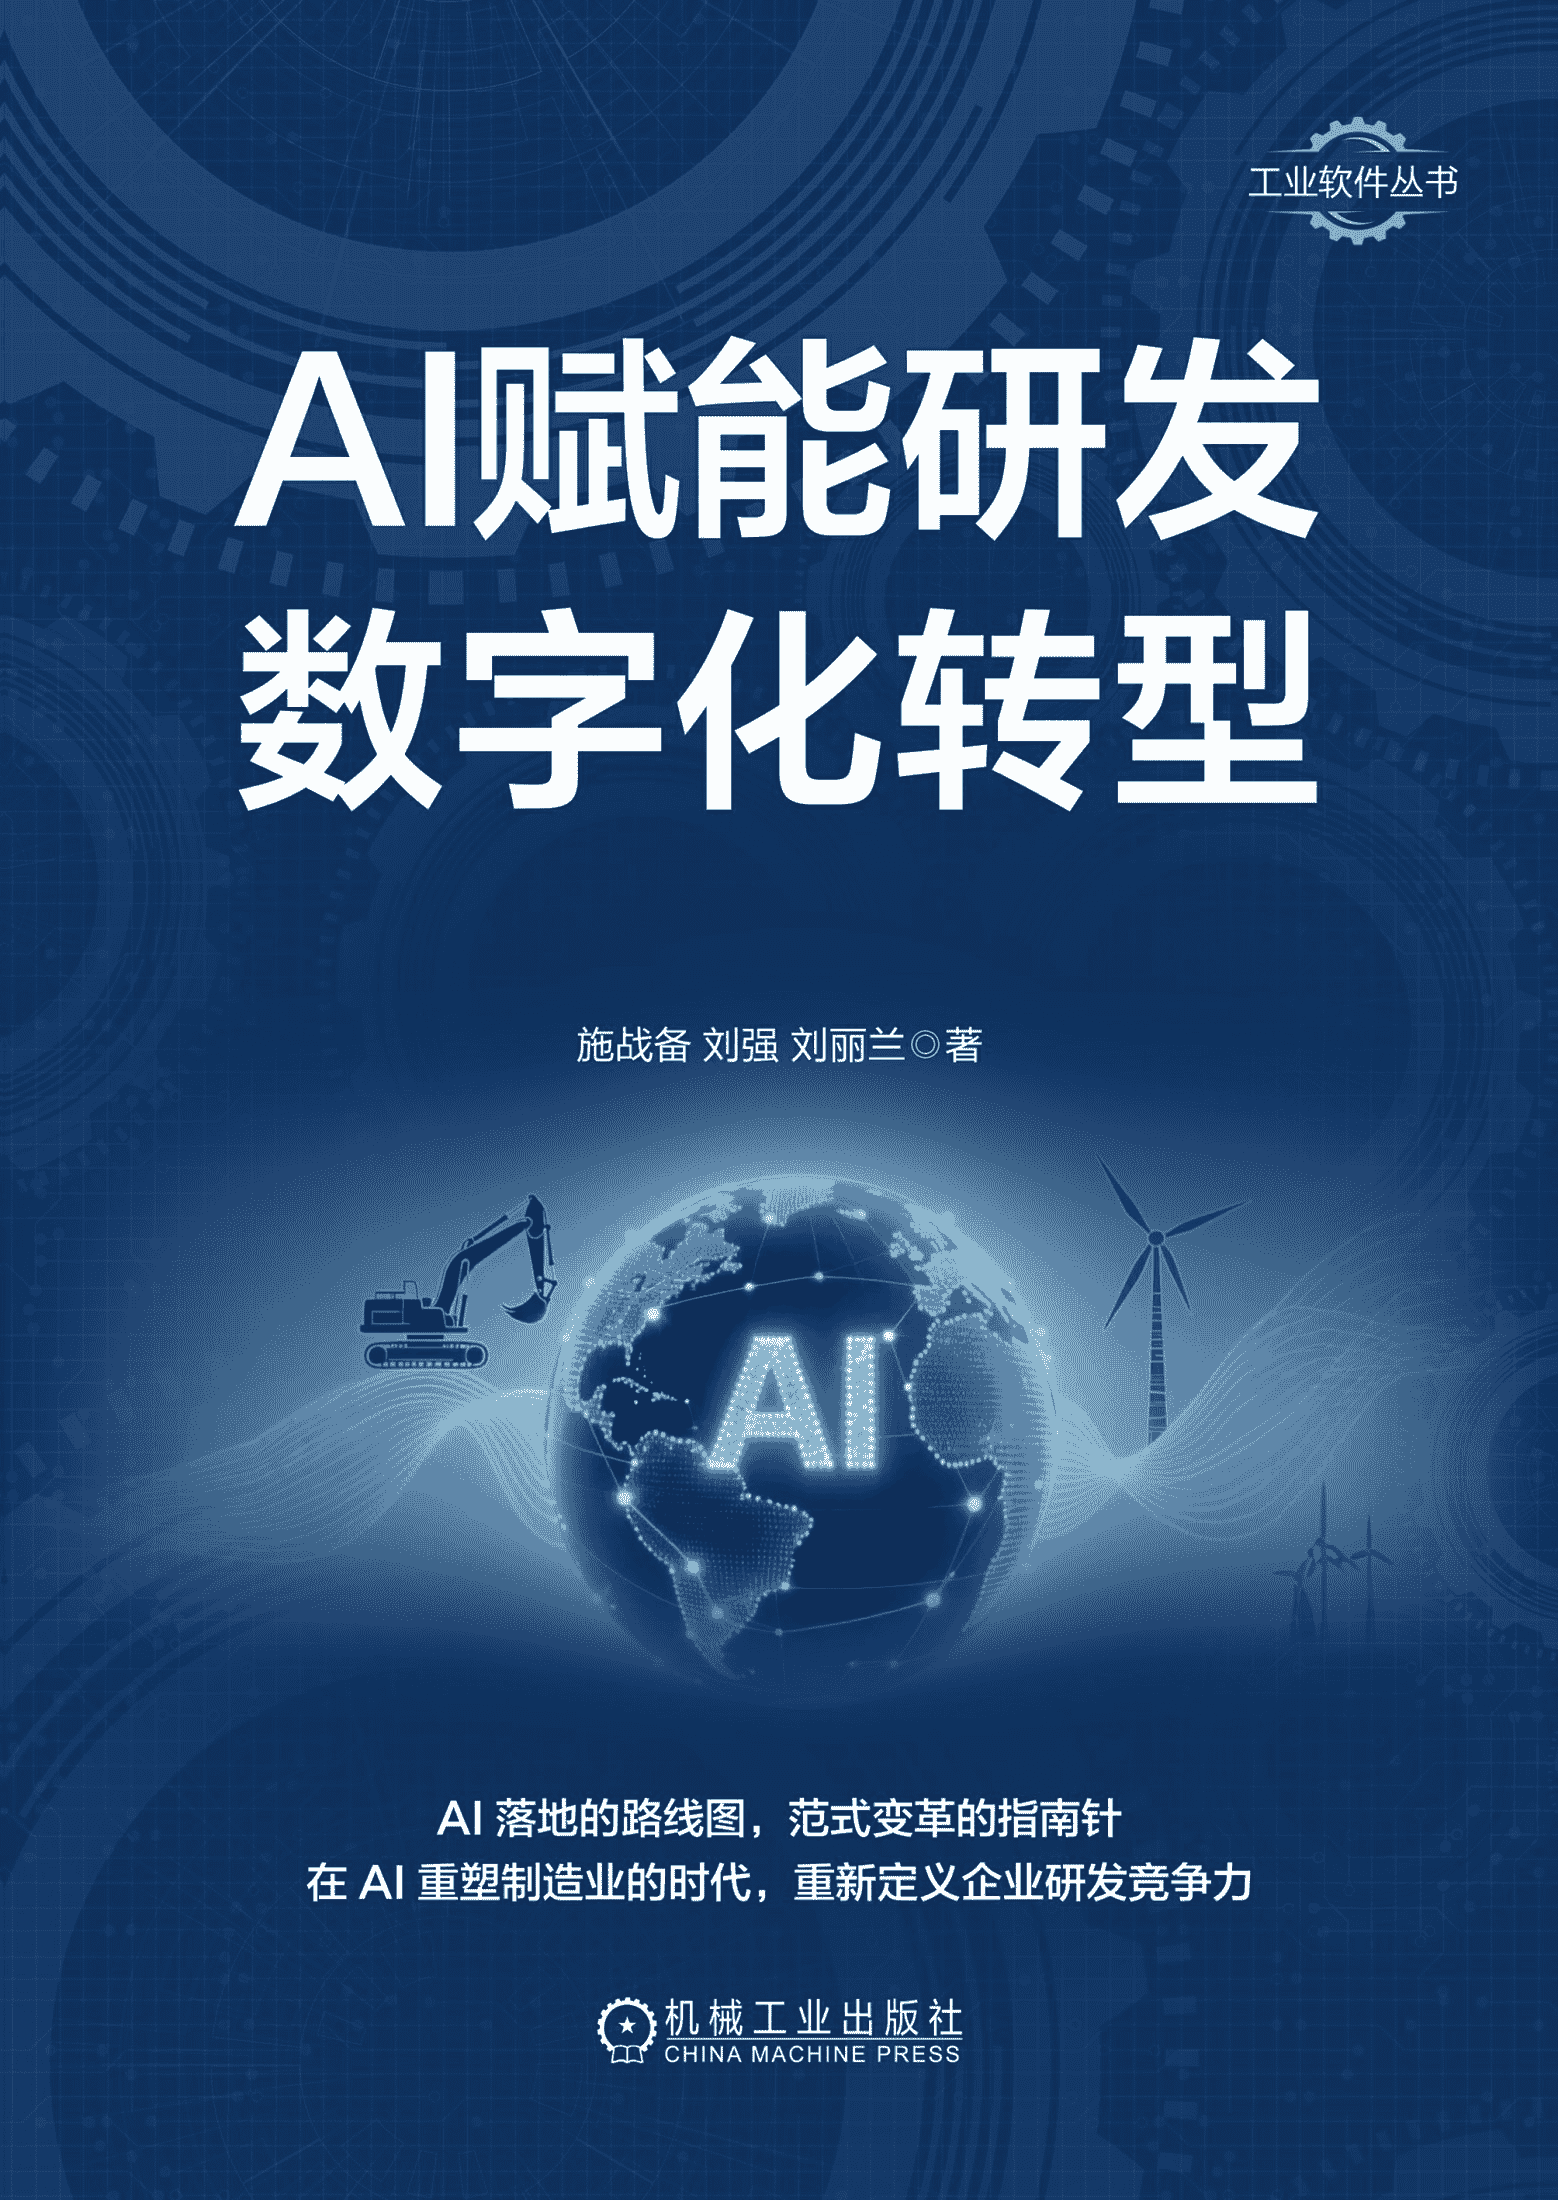 工业软件丛书
AI赋能研发
数字化转型
施战备 刘强 刘丽兰◎著
AI
AI 落地的路线图，范式变革的指南针
在 AI 重塑制造业的时代，重新定义企业研发竞争力
机械工业出版社
CHINA MACHINE PRESS